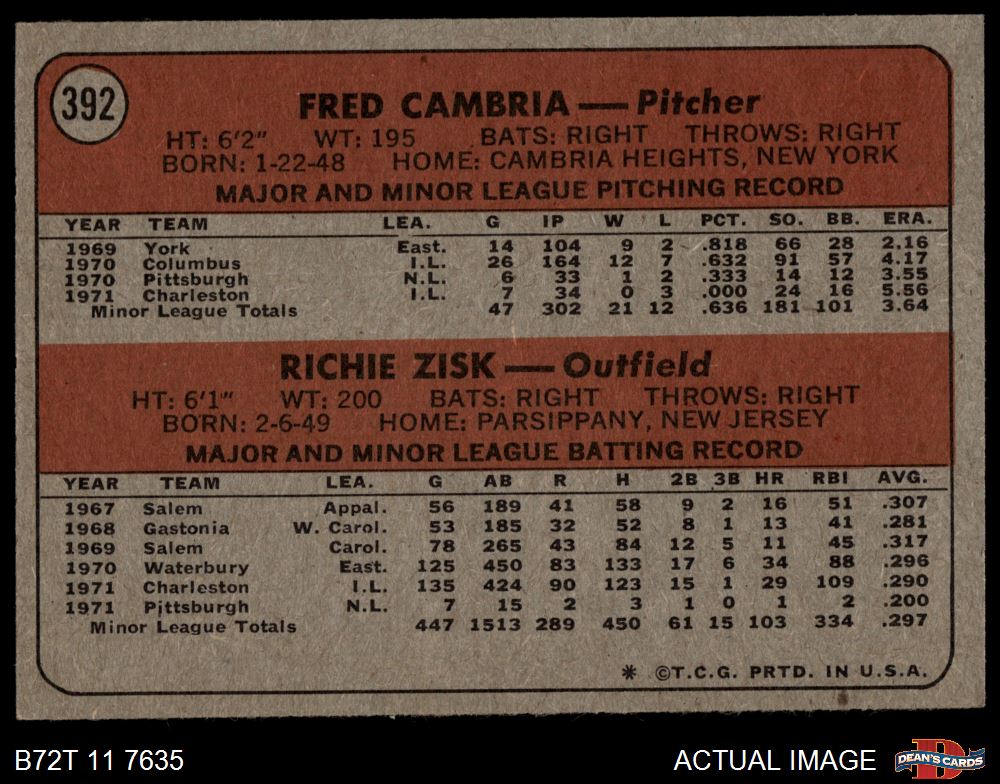 392
FRED CAMBRIA — Pitcher
HT: 6'2" WT: 195 BATS: RIGHT THROWS: RIGHT
BORN: 1-22-48 HOME: CAMBRIA HEIGHTS, NEW YORK
MAJOR AND MINOR LEAGUE PITCHING RECORD
YEAR TEAM LEA. G IP W L PCT. SO. BB. ERA.
1969 York East. 14 104 9 2 .818 66 28 2.16
1970 Columbus I.L. 26 164 12 7 .632 91 57 4.17
1970 Pittsburgh N.L. 6 33 1 2 .333 14 12 3.55
1971 Charleston I.L. 7 34 0 3 .000 24 16 5.56
Minor League Totals 47 302 21 12 .636 181 101 3.64
RICHIE ZISK — Outfield
HT: 6'1" WT: 200 BATS: RIGHT THROWS: RIGHT
BORN: 2-6-49 HOME: PARSIPPANY, NEW JERSEY
MAJOR AND MINOR LEAGUE BATTING RECORD
YEAR TEAM LEA. G AB R H 2B 3B HR RBI AVG.
1967 Salem Appal. 56 189 41 58 9 2 16 51 .307
1968 Gastonia W. Carol. 53 185 32 52 8 1 13 41 .281
1969 Salem Carol. 78 265 43 84 12 5 11 45 .317
1970 Waterbury East. 125 450 83 133 17 6 34 88 .296
1971 Charleston I.L. 135 424 90 123 15 1 29 109 .290
1971 Pittsburgh N.L. 7 15 2 3 1 0 1 2 .200
Minor League Totals 447 1513 289 450 61 15 103 334 .297
* ©T.C.G. PRTD. IN U.S.A.
B72T 11 7635 ACTUAL IMAGE D DEAN'S CARDS